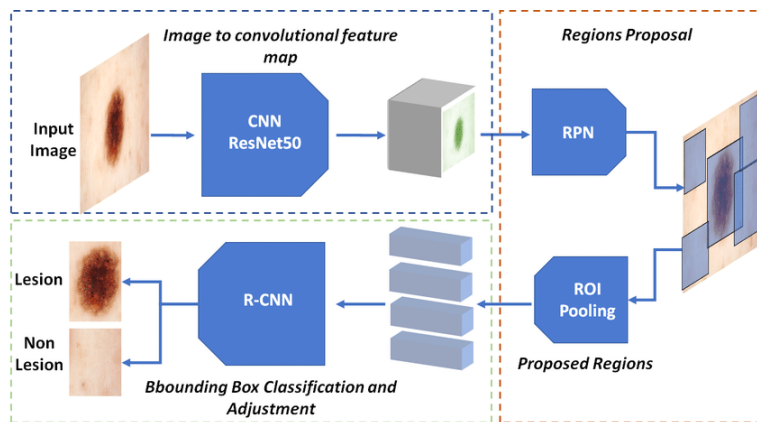 Image to convolutional feature
map
Regions Proposal
Input
Image
CNN
ResNet50
RPN
Lesion
Non
Lesion
R-CNN
ROI
Pooling
Proposed Regions
Bbounding Box Classification and
Adjustment